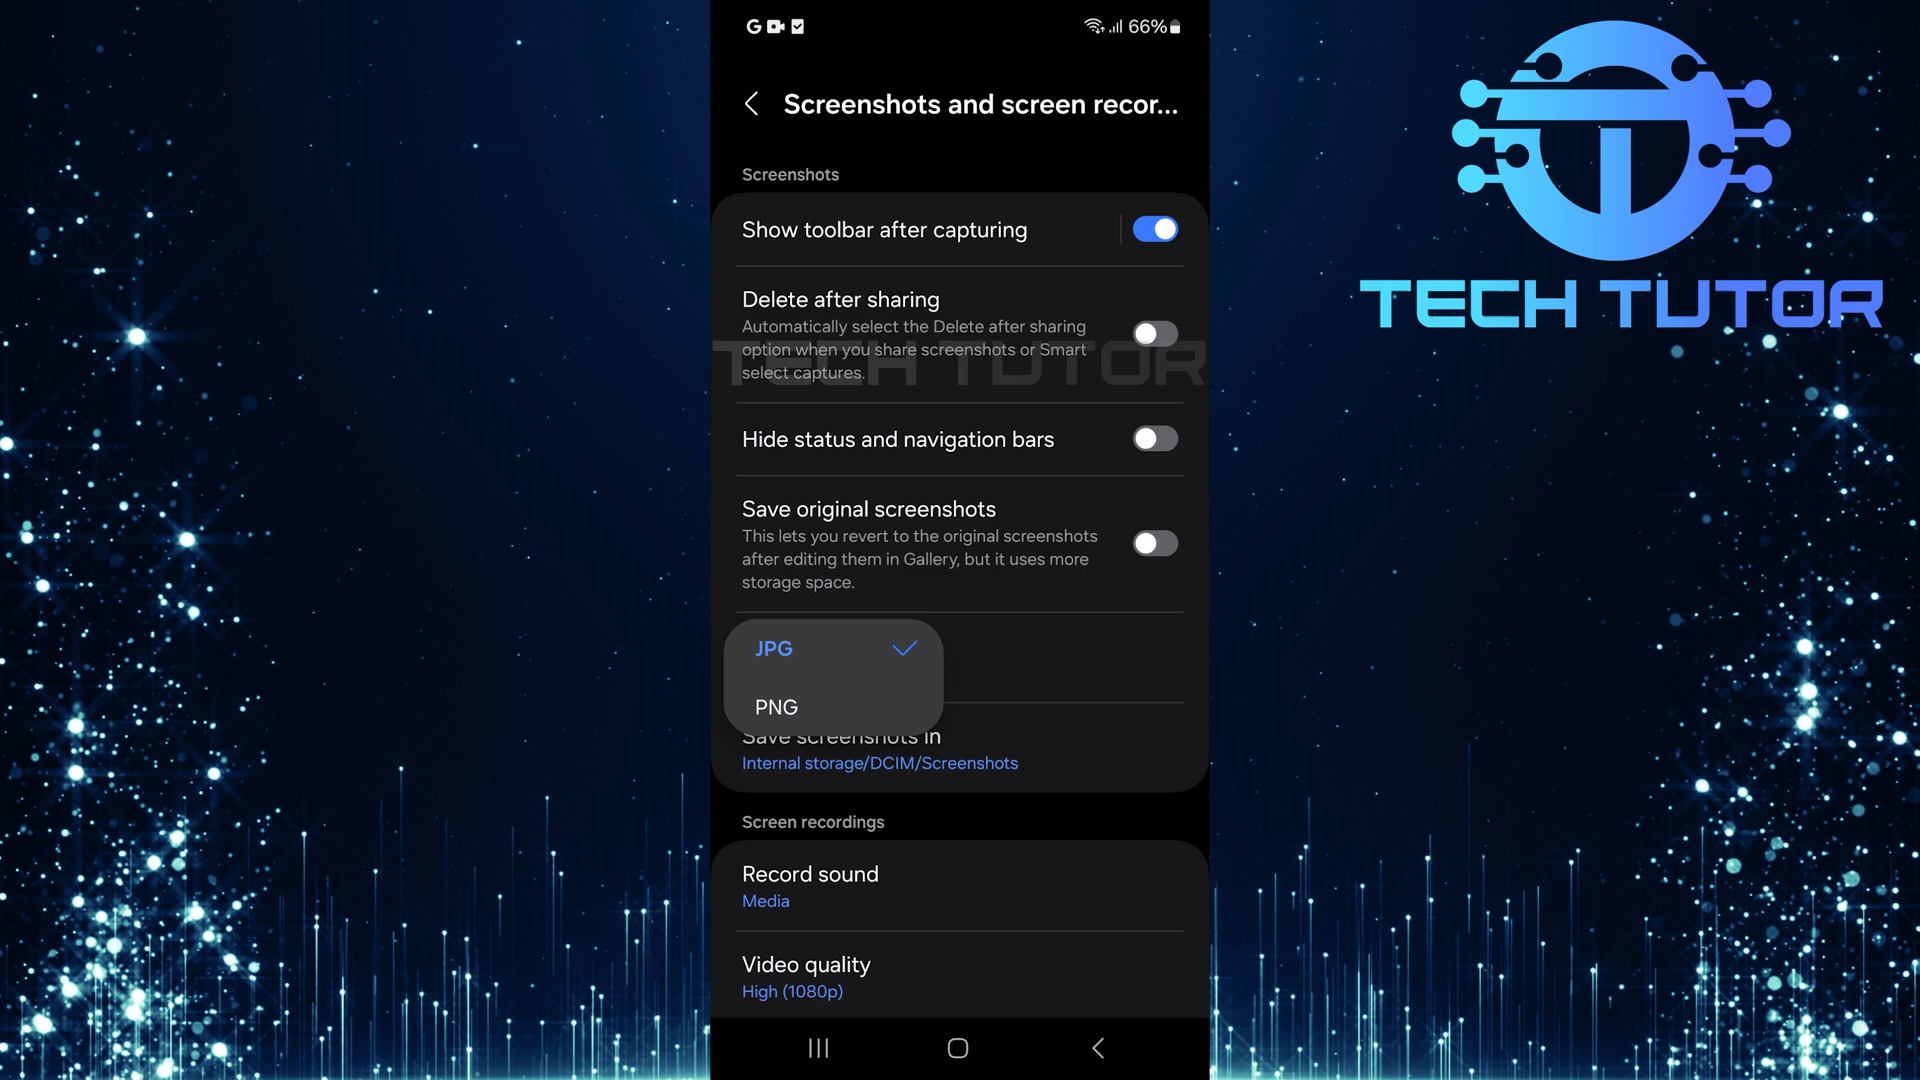 G 66%
Screenshots and screen recor...
Screenshots
Show toolbar after capturing
Delete after sharing
Automatically select the Delete after sharing
option when you share screenshots or Smart
select captures.
TECH TUTOR
Hide status and navigation bars
Save original screenshots
This lets you revert to the original screenshots
after editing them in Gallery, but it uses more
storage space.
JPG
PNG
Save screenshots in
Internal storage/DCIM/Screenshots
Screen recordings
Record sound
Media
Video quality
High (1080p)
TECH TUTOR